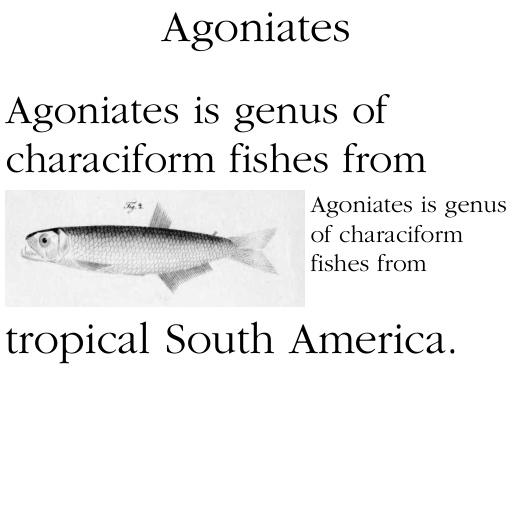 Agoniates
Agoniates is genus of
characiform fishes from
Fig. 2.
Agoniates is genus
of characiform
fishes from
tropical South America.